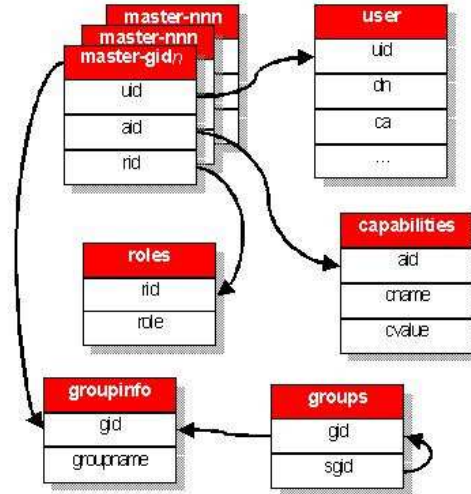 master-nnn
master-nnn
master-gidn
uid
aid
rid
user
uid
dn
ca
...
capabilities
aid
cname
cvalue
roles
rid
role
groupinfo
gid
groupname
groups
gid
sgid